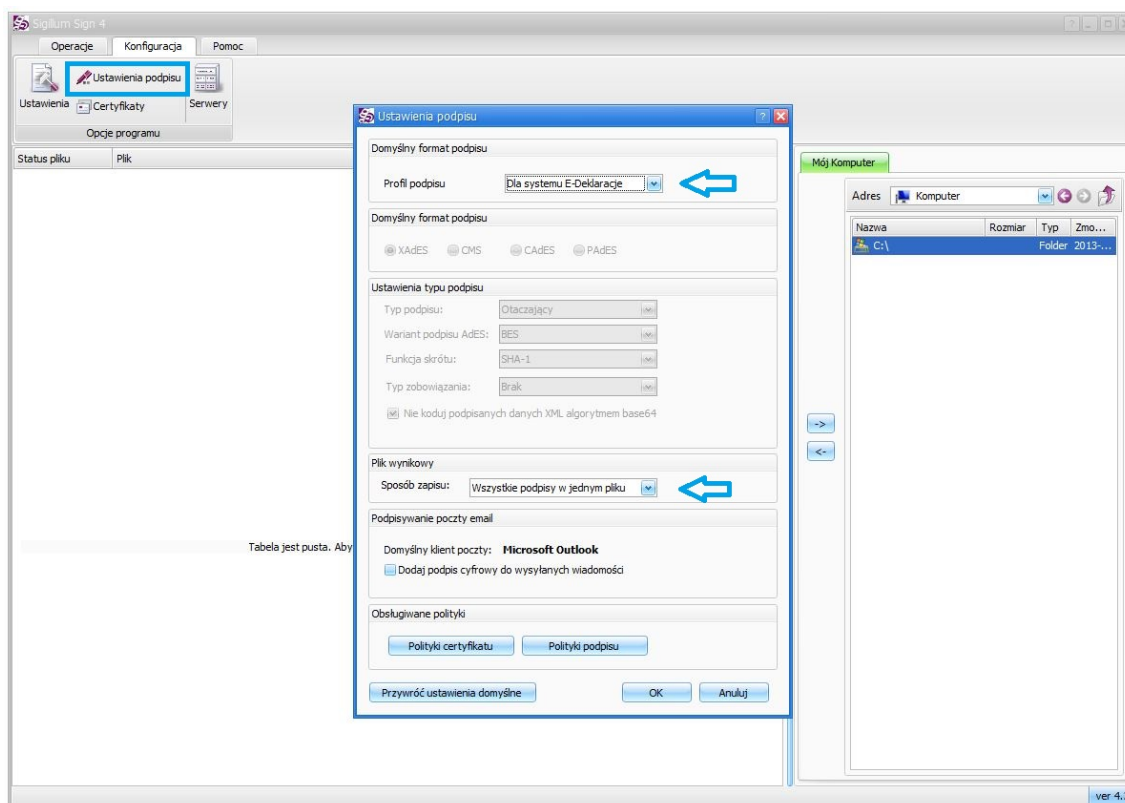 Sigillum Sign 4
Operacje Konfiguracja Pomoc
Ustawienia podpisu
Ustawienia Certyfikaty Serwery
Opcje programu
Status pliku Plik
Tabela jest pusta. Aby
Ustawienia podpisu
Domyślny format podpisu
Profil podpisu Dla systemu E-Deklaracje
Domyślny format podpisu
XAdES CMS CAdES PAdES
Ustawienia typu podpisu
Typ podpisu: Otaczający
Wariant podpisu AdES: BES
Funkcja skrótu: SHA-1
Typ zobowiązania: Brak
Nie koduj podpisanych danych XML algorytmem base64
Plik wynikowy
Sposób zapisu: Wszystkie podpisy w jednym pliku
Podpisywanie poczty email
Domyślny klient poczty: Microsoft Outlook
Dodaj podpis cyfrowy do wysyłanych wiadomości
Obsługiwane polityki
Polityki certyfikatu Polityki podpisu
Przywróć ustawienia domyślne OK Anuluj
Mój Komputer
Adres Komputer
Nazwa Rozmiar Typ Zmo...
C:\ Folder 2013-...
->
<-
ver 4.